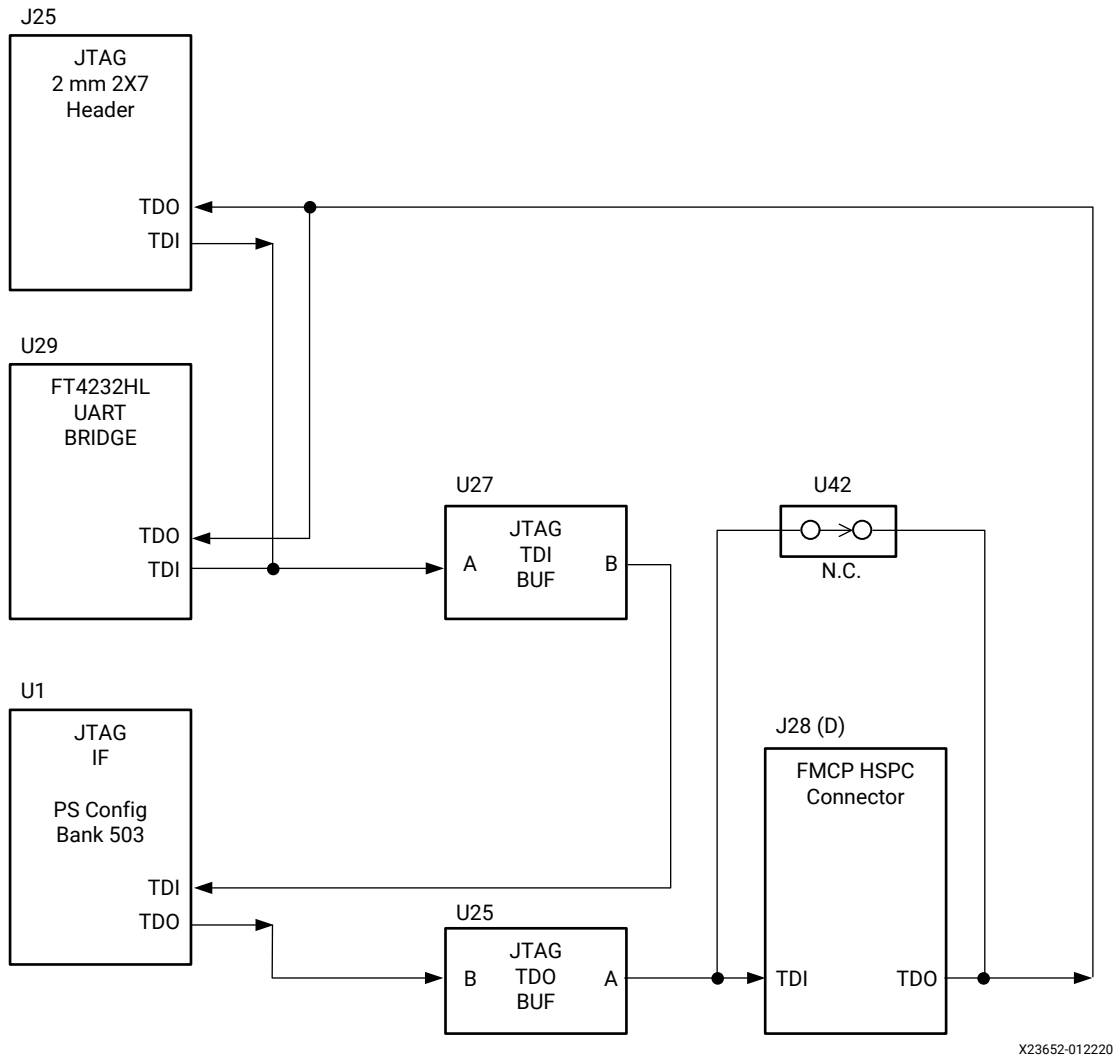 J25
JTAG
2 mm 2X7
Header
TDO
TDI
U29
FT4232HL
UART
BRIDGE
TDO
TDI
U27
JTAG
TDI
BUF
A
B
U42
N.C.
U1
JTAG
IF
PS Config
Bank 503
TDI
TDO
U25
JTAG
TDO
BUF
B
A
J28 (D)
FMCP HSPC
Connector
TDI
TDO
X23652-012220